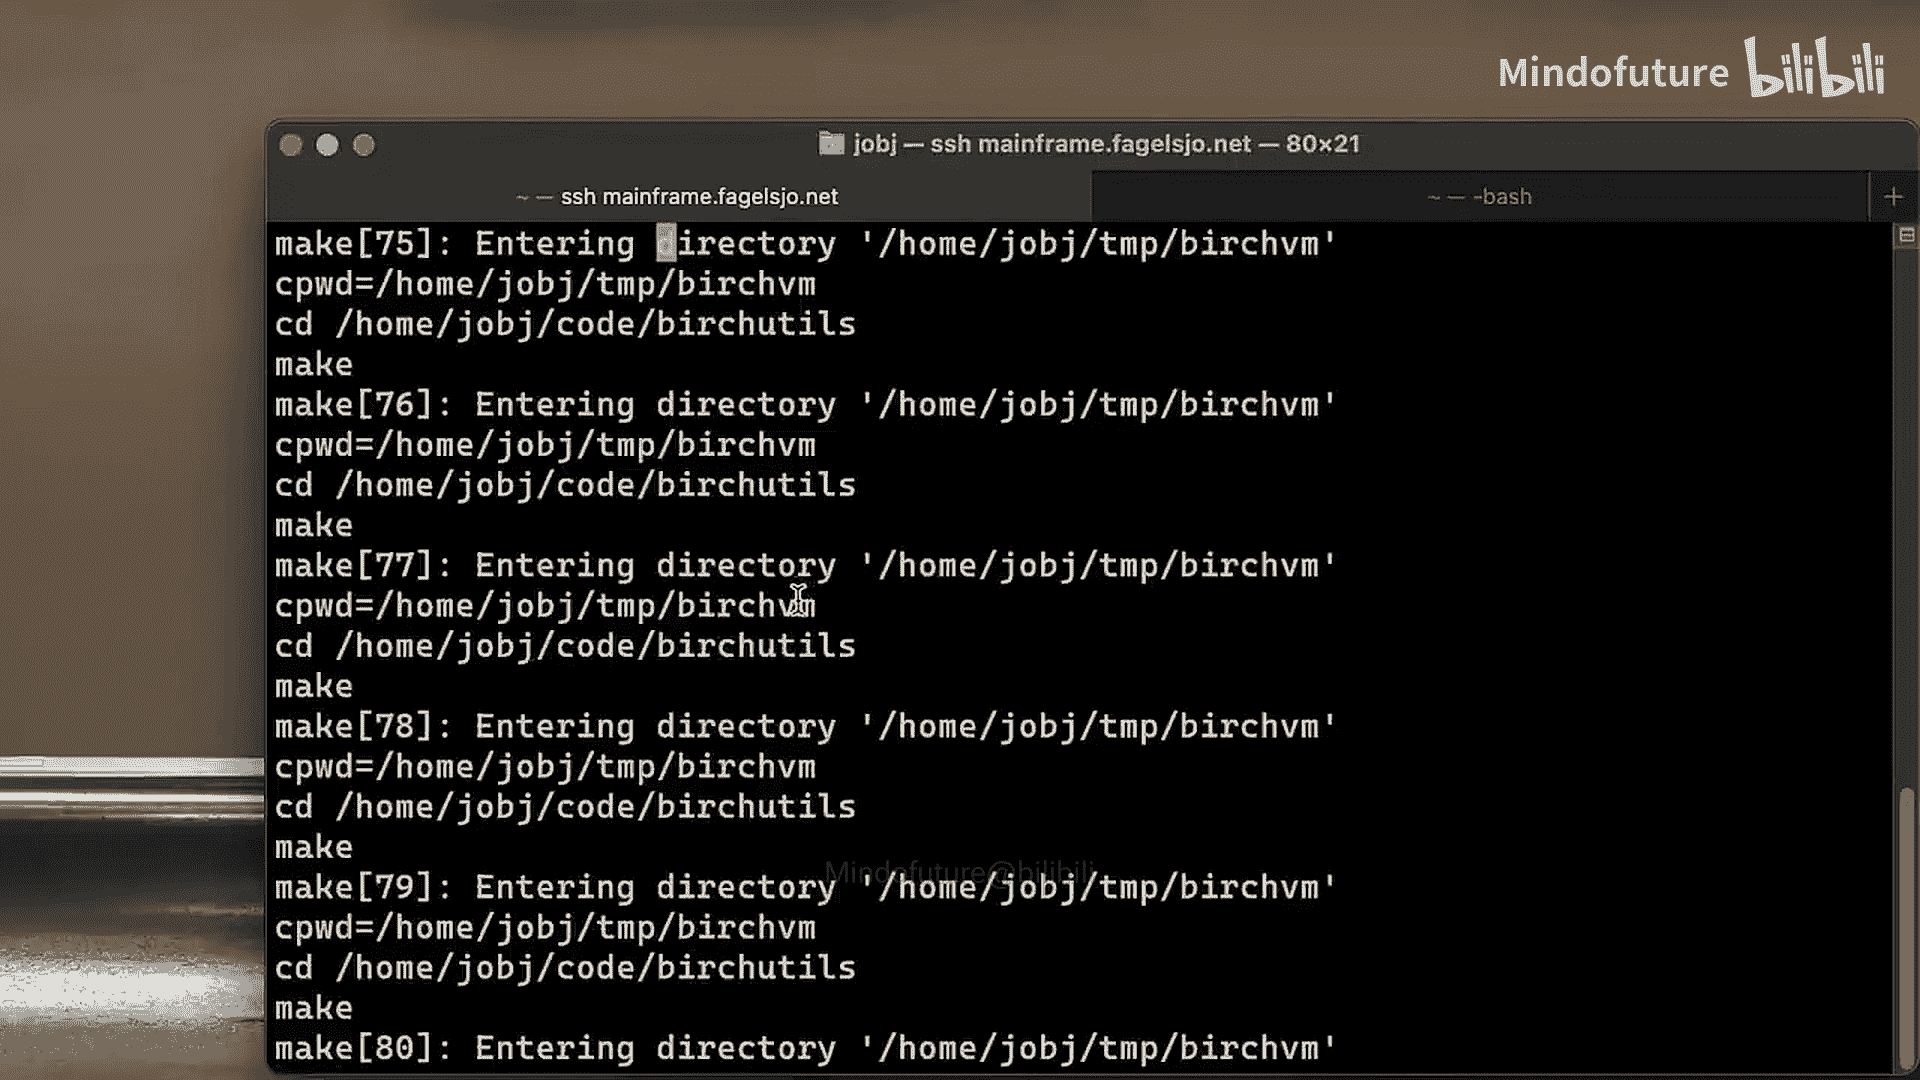 Mindofuture bilibili
jobj — ssh mainframe.fagelsjo.net — 80×21
~ — ssh mainframe.fagelsjo.net
~ — -bash
+
make[75]: Entering directory '/home/jobj/tmp/birchvm'
cpwd=/home/jobj/tmp/birchvm
cd /home/jobj/code/birchutils
make
make[76]: Entering directory '/home/jobj/tmp/birchvm'
cpwd=/home/jobj/tmp/birchvm
cd /home/jobj/code/birchutils
make
make[77]: Entering directory '/home/jobj/tmp/birchvm'
cpwd=/home/jobj/tmp/birchvm
cd /home/jobj/code/birchutils
make
make[78]: Entering directory '/home/jobj/tmp/birchvm'
cpwd=/home/jobj/tmp/birchvm
cd /home/jobj/code/birchutils
make
Mindofuture@bilibili
make[79]: Entering directory '/home/jobj/tmp/birchvm'
cpwd=/home/jobj/tmp/birchvm
cd /home/jobj/code/birchutils
make
make[80]: Entering directory '/home/jobj/tmp/birchvm'